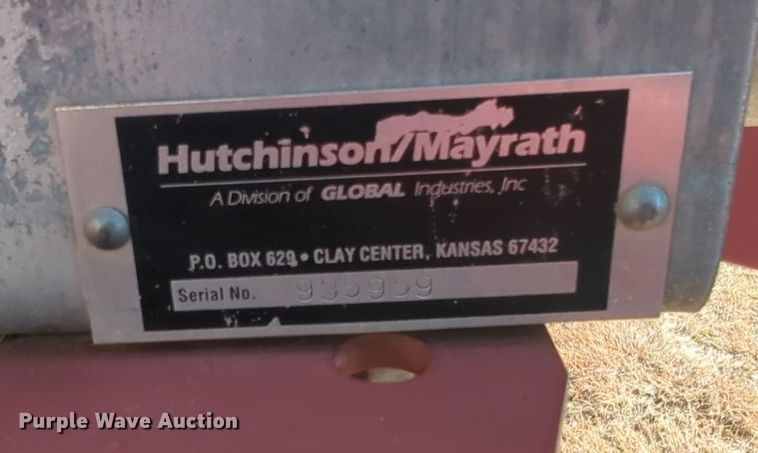 Hutchinson/Mayrath
A Division of GLOBAL Industries, Inc
P.O. BOX 629 • CLAY CENTER, KANSAS 67432
Serial No.
Purple Wave Auction